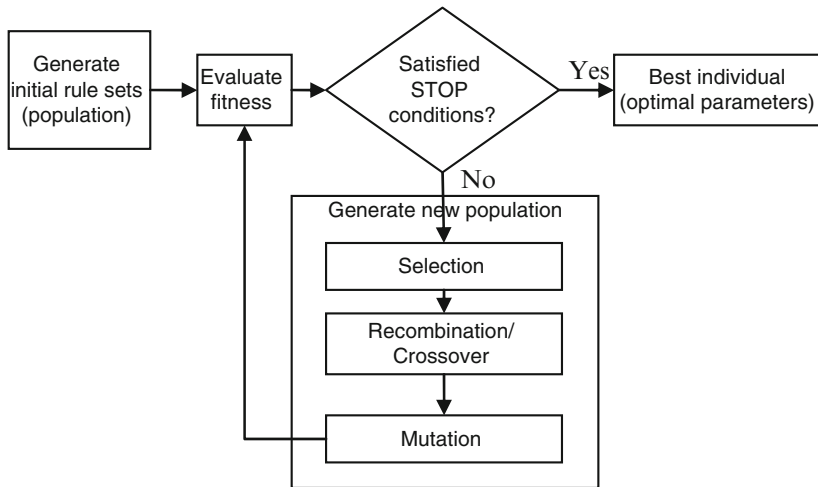 Generate
initial rule sets
(population)
Evaluate
fitness
Satisfied
STOP
conditions?
Yes
Best individual
(optimal parameters)
No
Generate new population
Selection
Recombination/
Crossover
Mutation